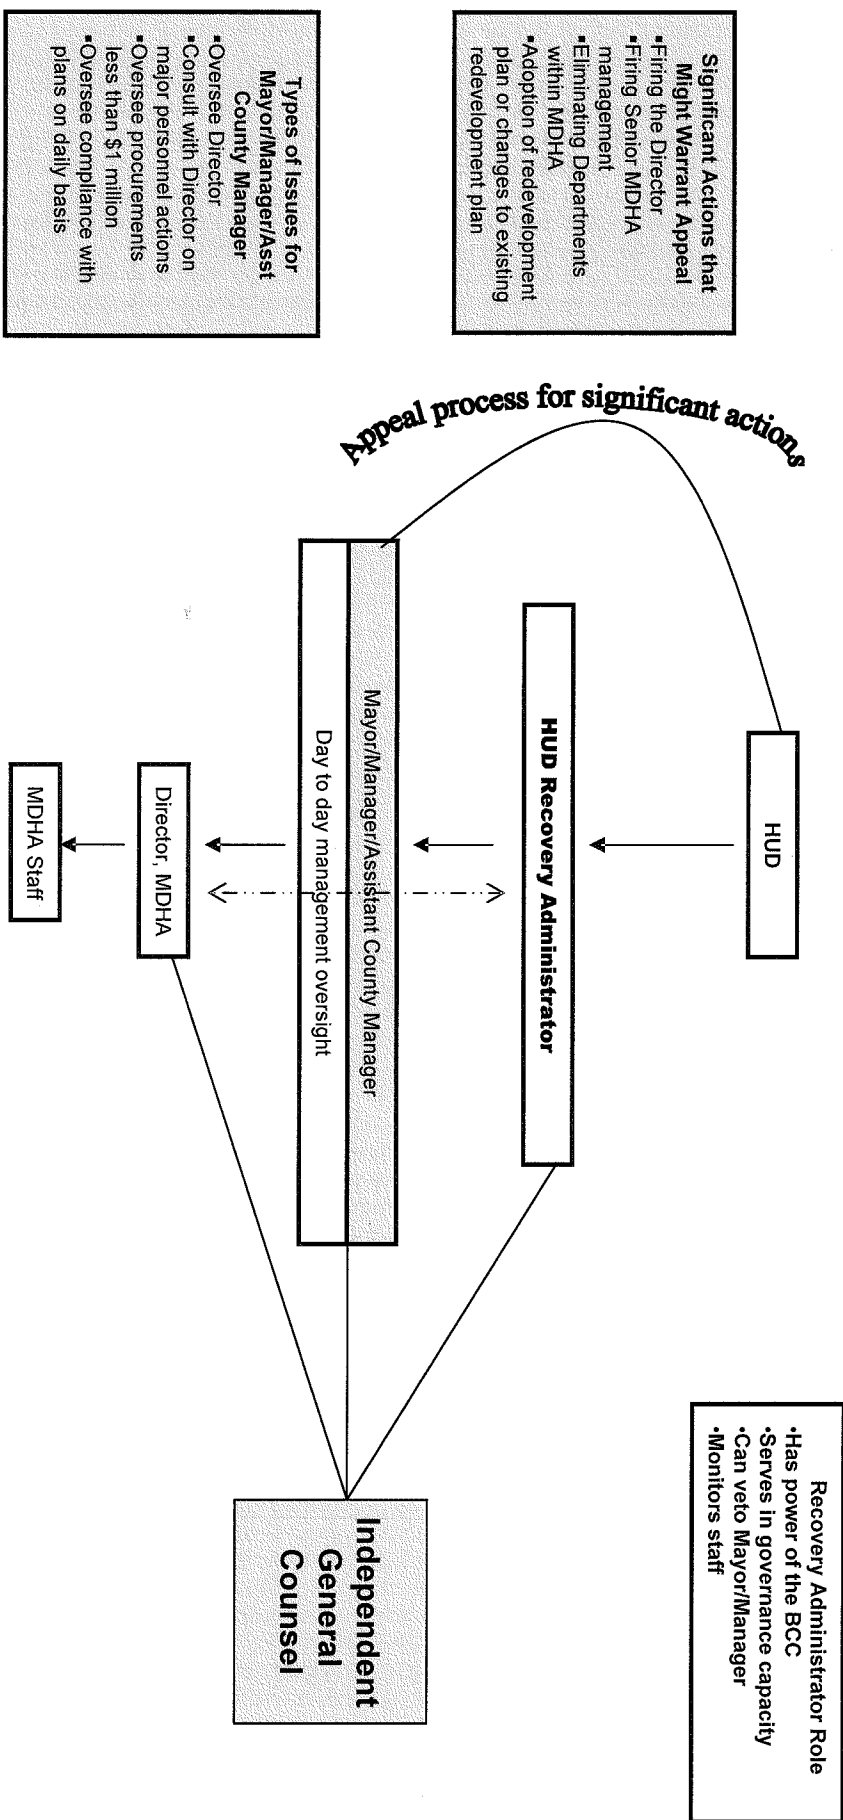 Recovery Administrator Role
•Has power of the BCC
•Serves in governance capacity
•Can veto Mayor/Manager
•Monitors staff
HUD
Significant Actions that
Might Warrant Appeal
▪Firing the Director
▪Firing Senior MDHA
management
▪Eliminating Departments
within MDHA
▪Adoption of redevelopment
plan or changes to existing
redevelopment plan
Appeal process for significant actions
HUD Recovery Administrator
Mayor/Manager/Assistant County Manager
Day to day management oversight
Independent
General
Counsel
Types of Issues for
Mayor/Manager/Asst
County Manager
▪Oversee Director
▪Consult with Director on
major personnel actions
▪Oversee procurements
less than $1 million
▪Oversee compliance with
plans on daily basis
Director, MDHA
MDHA Staff